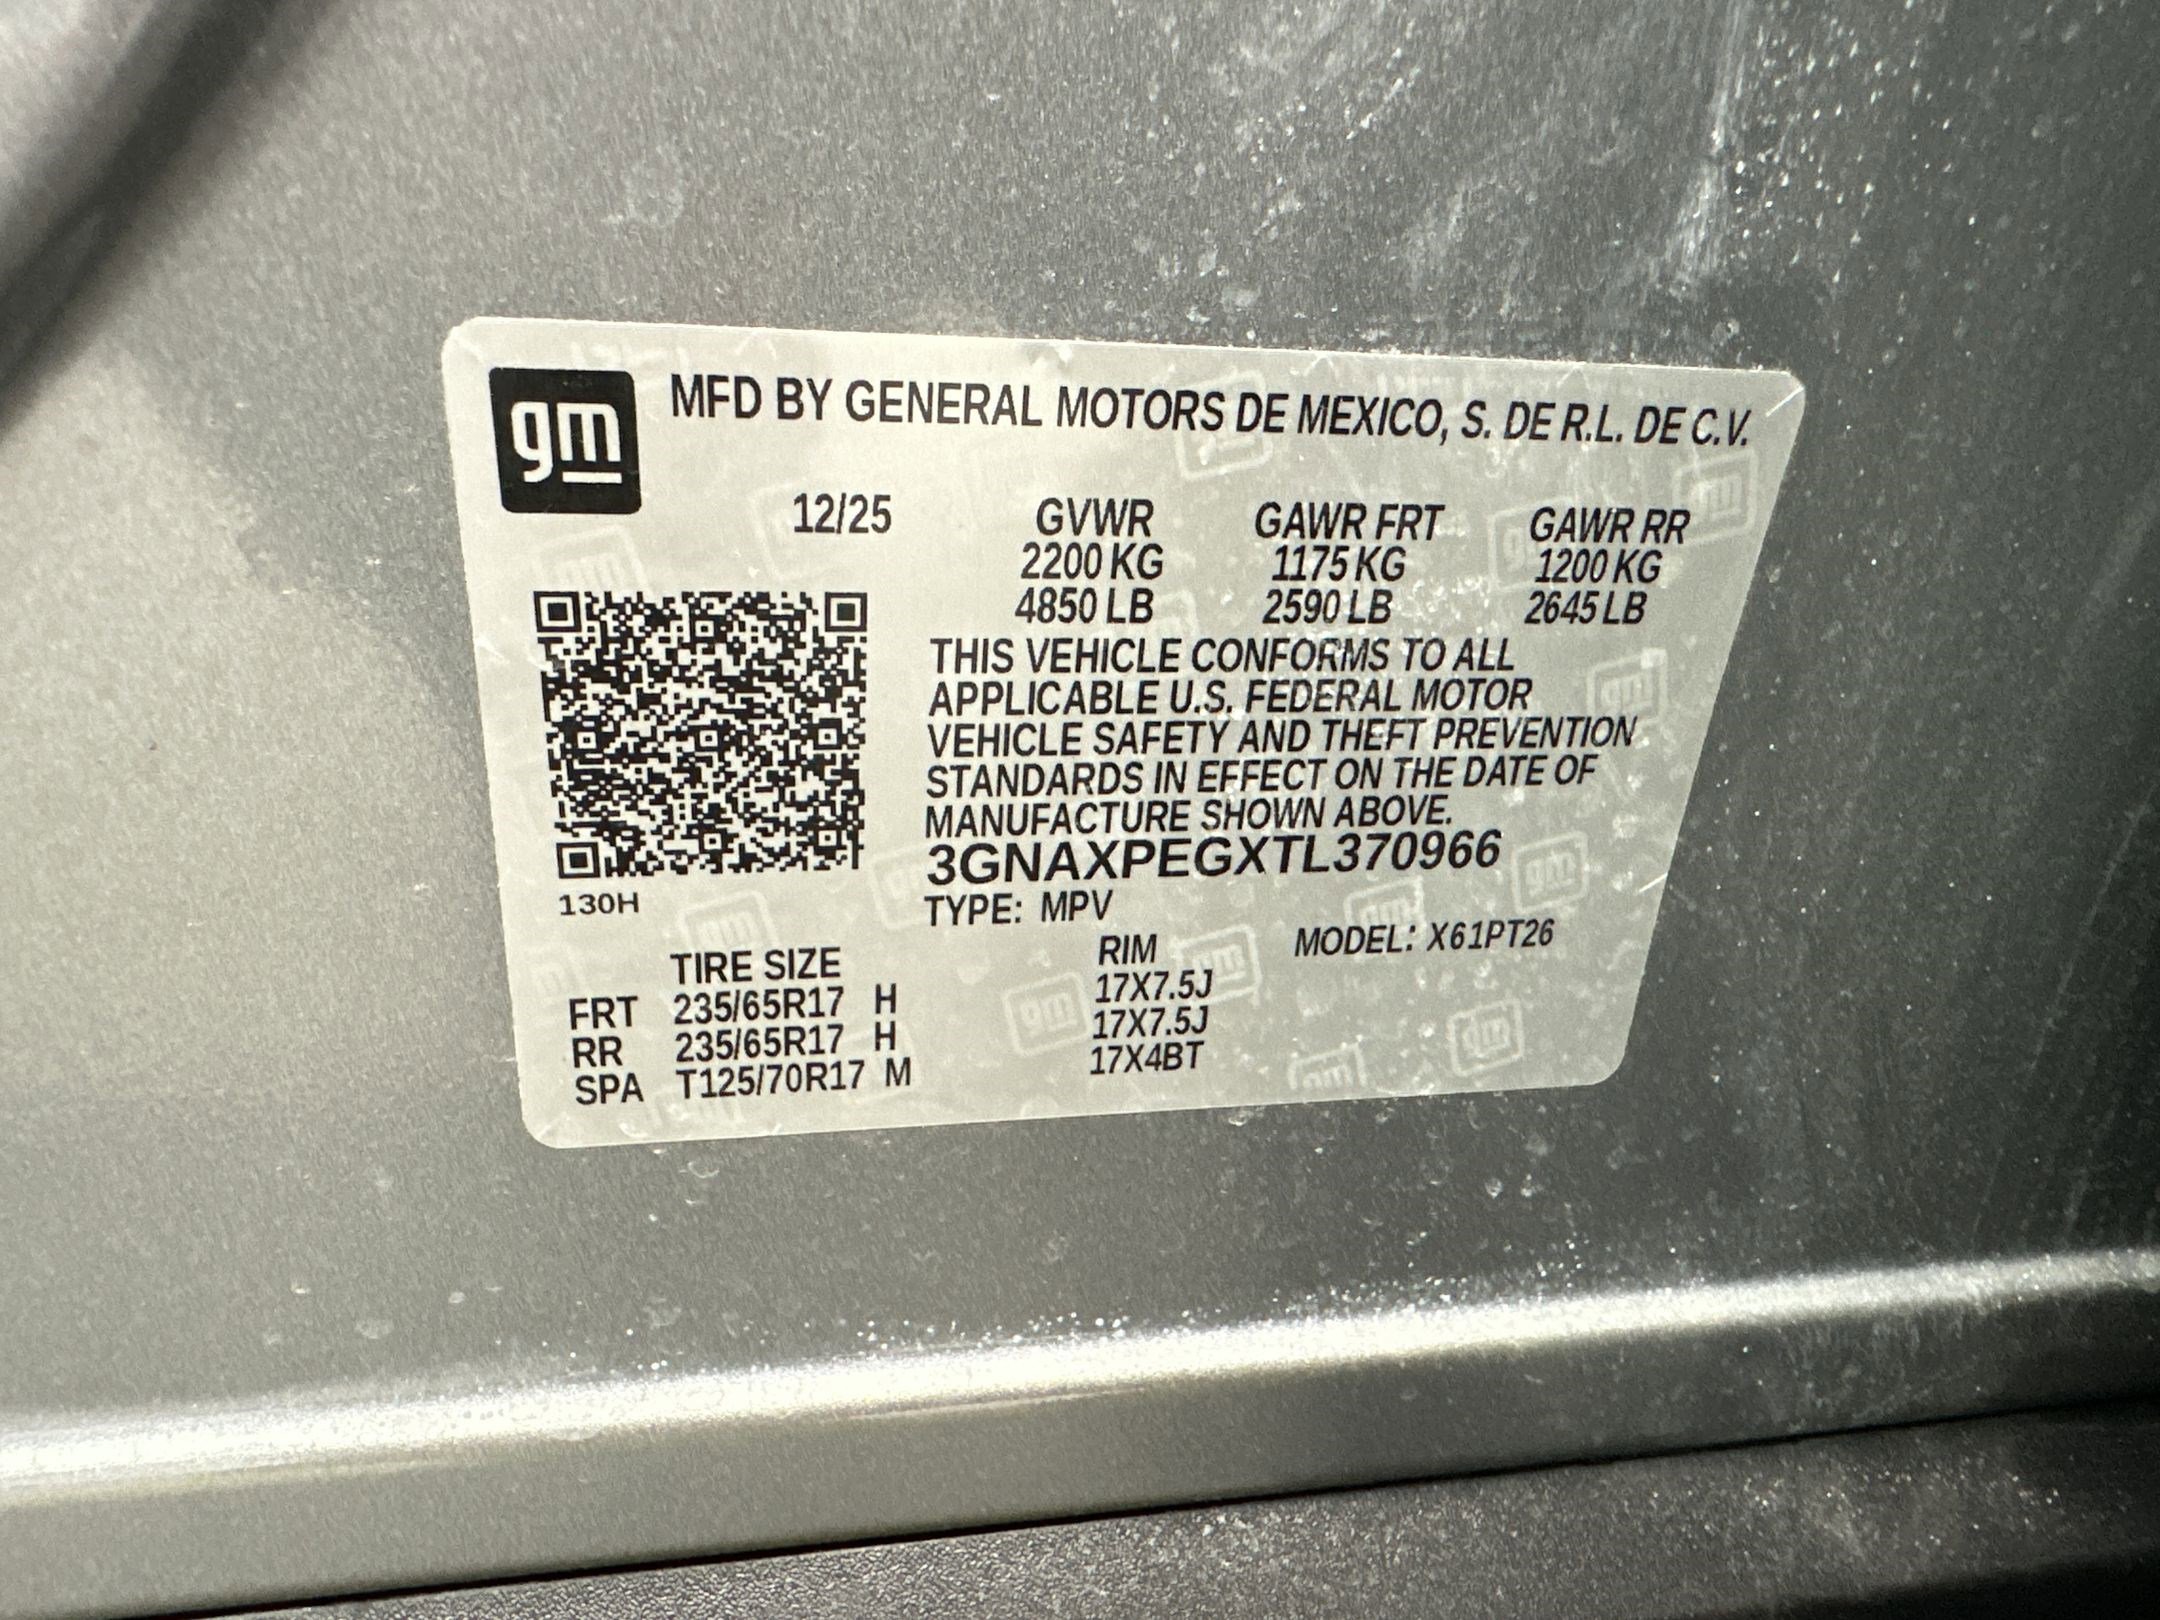 gm MFD BY GENERAL MOTORS DE MEXICO, S. DE R.L. DE C.V.
12/25 GVWR GAWR FRT GAWR RR
2200 KG 1175 KG 1200 KG
4850 LB 2590 LB 2645 LB
THIS VEHICLE CONFORMS TO ALL
APPLICABLE U.S. FEDERAL MOTOR
VEHICLE SAFETY AND THEFT PREVENTION
STANDARDS IN EFFECT ON THE DATE OF
MANUFACTURE SHOWN ABOVE.
3GNAXPEGXTL370966
130H
TYPE: MPV MODEL: X61PT26
TIRE SIZE RIM
FRT 235/65R17 H 17X7.5J
RR 235/65R17 H 17X7.5J
SPA T125/70R17 M 17X4BT